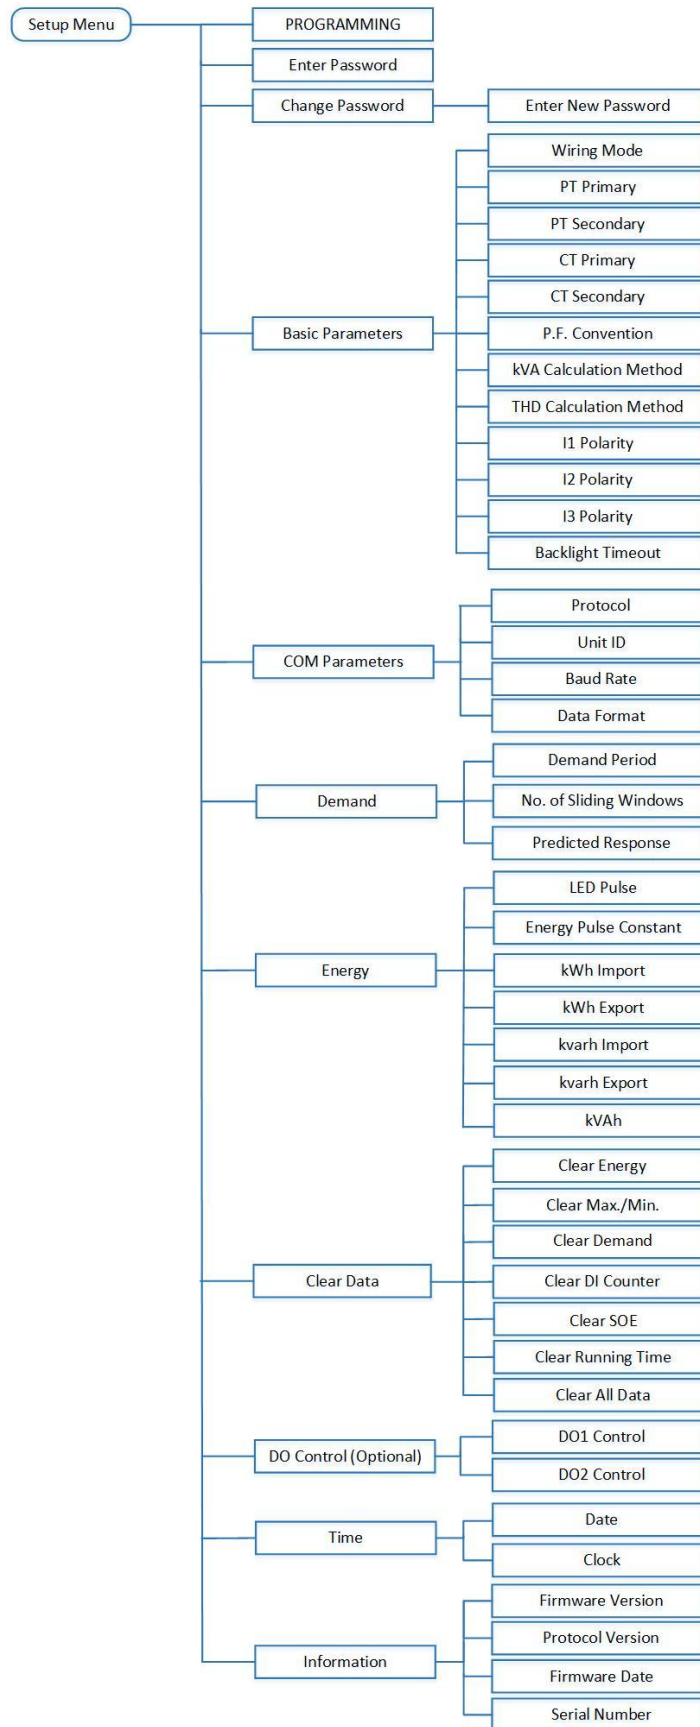 Setup Menu
PROGRAMMING
Enter Password
Change Password
Enter New Password
Basic Parameters
Wiring Mode
PT Primary
PT Secondary
CT Primary
CT Secondary
P.F. Convention
kVA Calculation Method
THD Calculation Method
I1 Polarity
I2 Polarity
I3 Polarity
Backlight Timeout
COM Parameters
Protocol
Unit ID
Baud Rate
Data Format
Demand
Demand Period
No. of Sliding Windows
Predicted Response
Energy
LED Pulse
Energy Pulse Constant
kWh Import
kWh Export
kvarh Import
kvarh Export
kVAh
Clear Data
Clear Energy
Clear Max./Min.
Clear Demand
Clear DI Counter
Clear SOE
Clear Running Time
Clear All Data
DO Control (Optional)
DO1 Control
DO2 Control
Time
Date
Clock
Information
Firmware Version
Protocol Version
Firmware Date
Serial Number